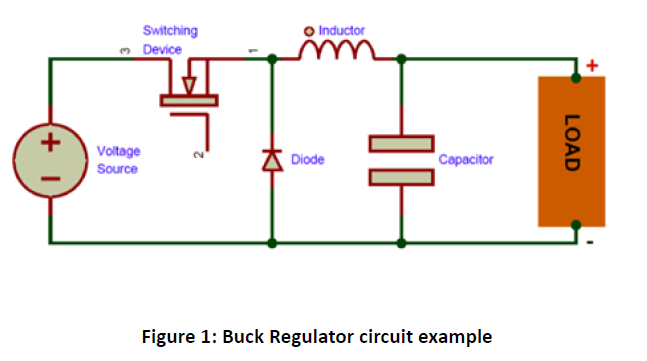 Switching
Device
3
1
2
Inductor
+
Voltage
Source
+
Diode
Capacitor
LOAD
-
Figure 1: Buck Regulator circuit example